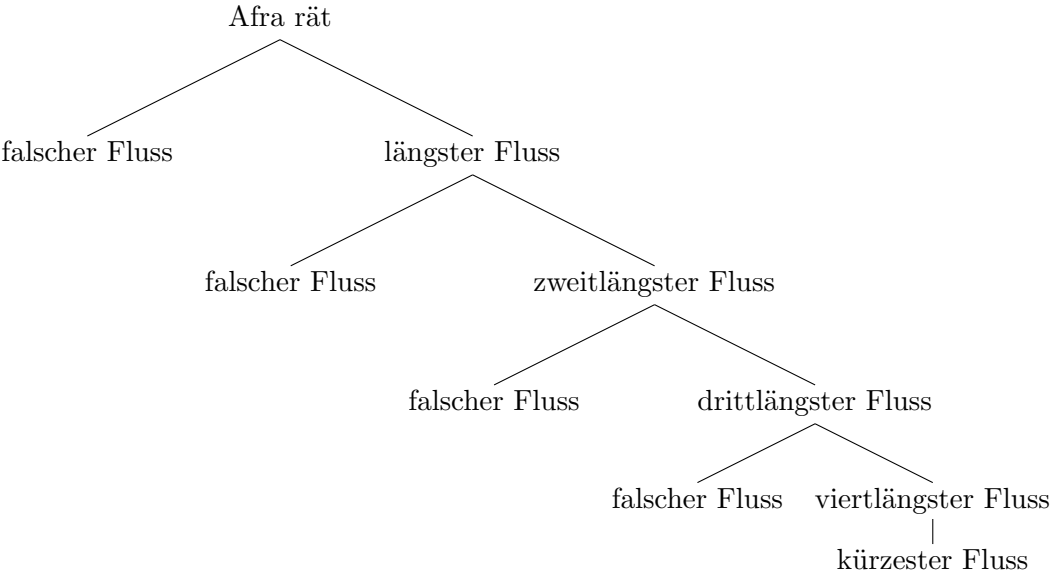 Afra rät
falscher Fluss
längster Fluss
falscher Fluss
zweitlängster Fluss
falscher Fluss
drittlängster Fluss
falscher Fluss
viertlängster Fluss
kürzester Fluss